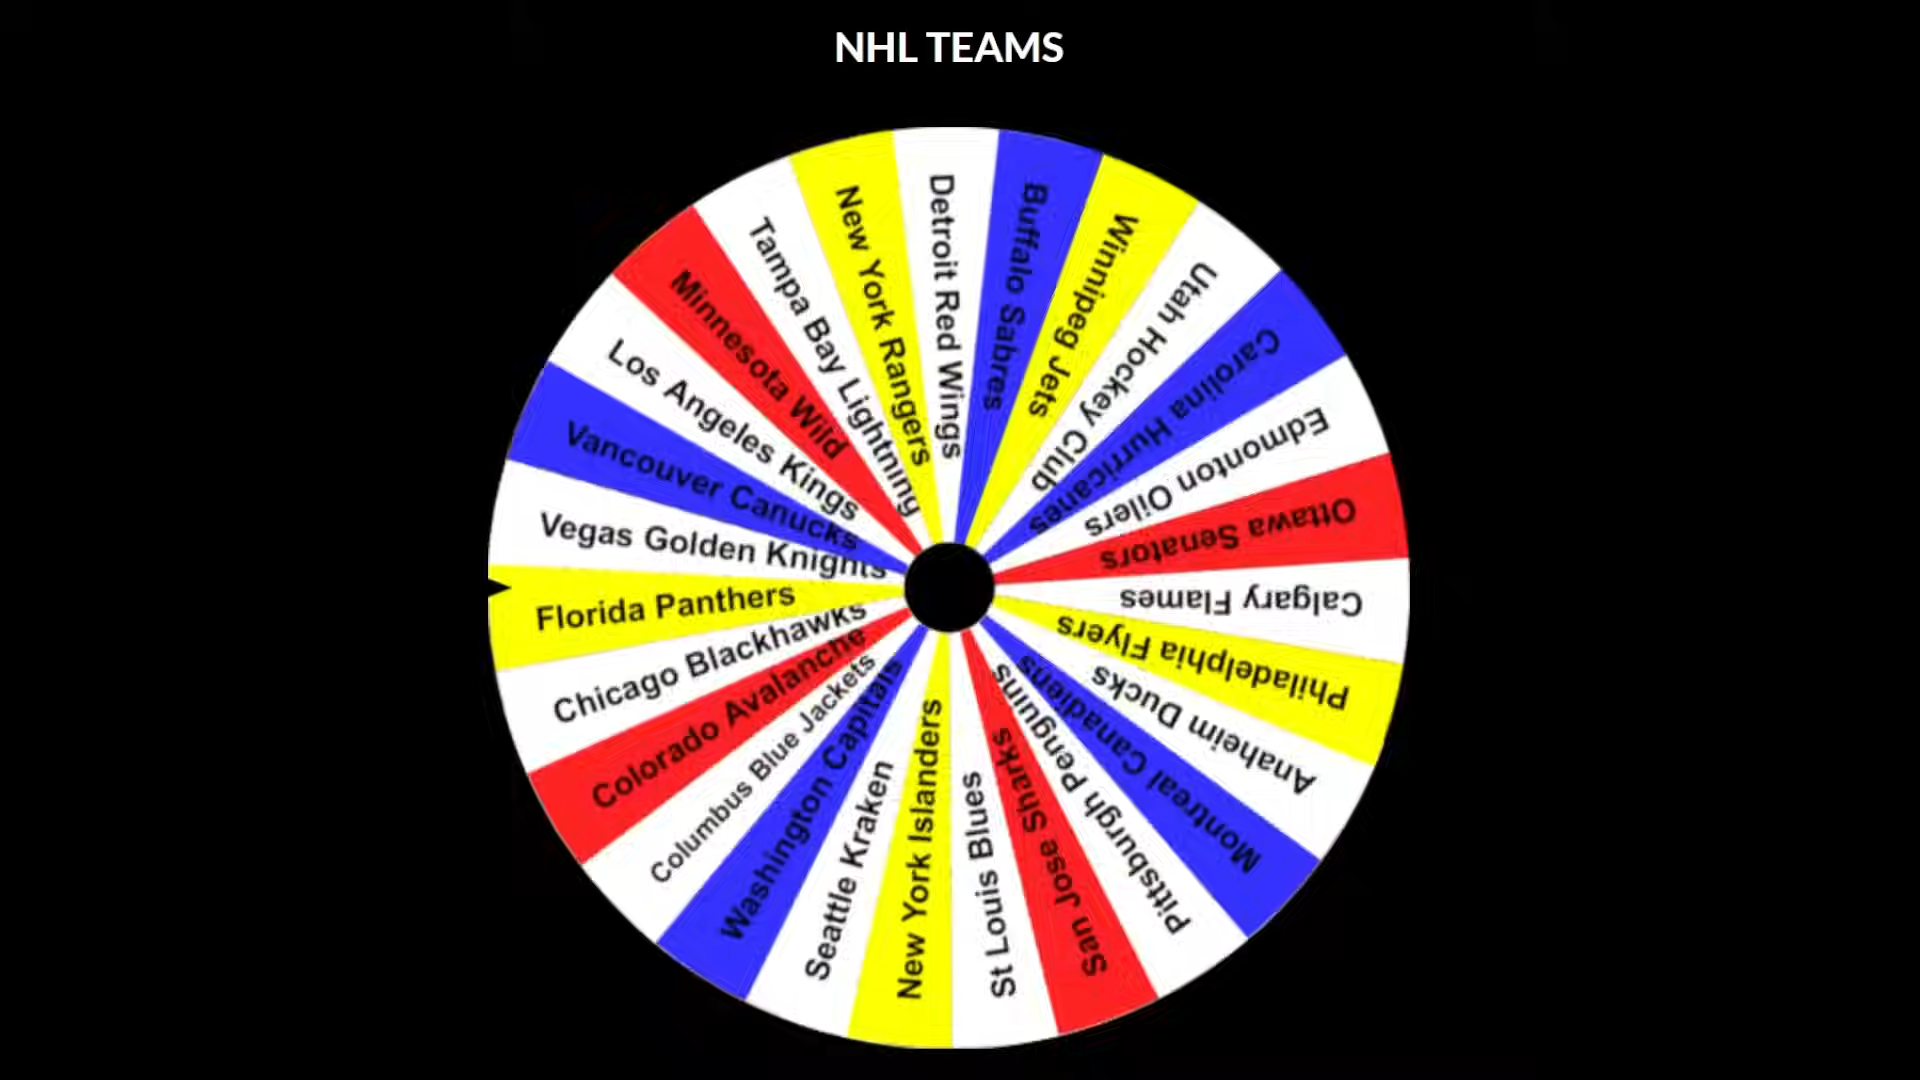 NHL TEAMS
Detroit Red Wings
Buffalo Sabres
Winnipeg Jets
Utah Hockey Club
Carolina Hurricanes
Edmonton Oilers
Ottawa Senators
Calgary Flames
Philadelphia Flyers
Anaheim Ducks
Montreal Canadiens
Pittsburgh Penguins
San Jose Sharks
St Louis Blues
New York Islanders
Seattle Kraken
Washington Capitals
Columbus Blue Jackets
Colorado Avalanche
Chicago Blackhawks
Florida Panthers
Vegas Golden Knights
Vancouver Canucks
Los Angeles Kings
Minnesota Wild
Tampa Bay Lightning
New York Rangers